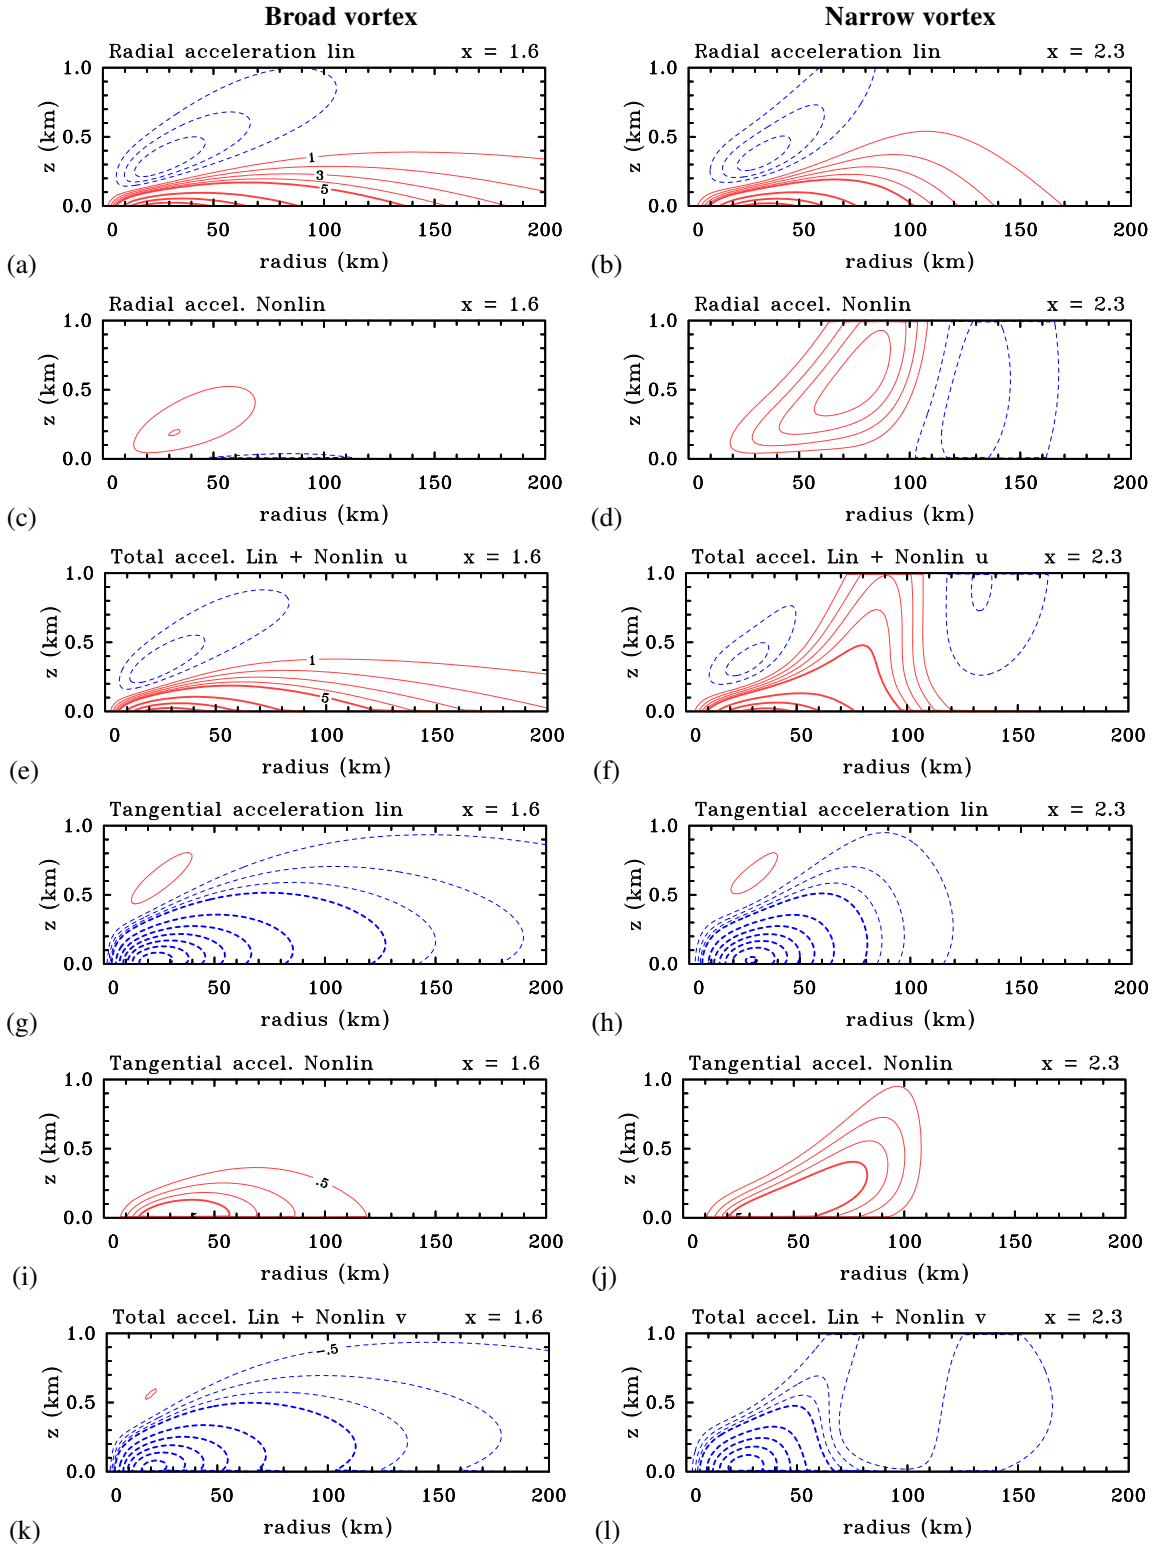 Broad vortex
Narrow vortex
Radial acceleration lin x = 1.6
1.0
0.5
0.0
z (km)
1
3
5
0 50 100 150 200
radius (km)
(a)
Radial acceleration lin x = 2.3
1.0
0.5
0.0
z (km)
0 50 100 150 200
radius (km)
(b)
Radial accel. Nonlin x = 1.6
1.0
0.5
0.0
z (km)
0 50 100 150 200
radius (km)
(c)
Radial accel. Nonlin x = 2.3
1.0
0.5
0.0
z (km)
0 50 100 150 200
radius (km)
(d)
Total accel. Lin + Nonlin u x = 1.6
1.0
0.5
0.0
z (km)
1
5
0 50 100 150 200
radius (km)
(e)
Total accel. Lin + Nonlin u x = 2.3
1.0
0.5
0.0
z (km)
0 50 100 150 200
radius (km)
(f)
Tangential acceleration lin x = 1.6
1.0
0.5
0.0
z (km)
0 50 100 150 200
radius (km)
(g)
Tangential acceleration lin x = 2.3
1.0
0.5
0.0
z (km)
0 50 100 150 200
radius (km)
(h)
Tangential accel. Nonlin x = 1.6
1.0
0.5
0.0
z (km)
.5
0 50 100 150 200
radius (km)
(i)
Tangential accel. Nonlin x = 2.3
1.0
0.5
0.0
z (km)
0 50 100 150 200
radius (km)
(j)
Total accel. Lin + Nonlin v x = 1.6
1.0
0.5
0.0
z (km)
-.5
0 50 100 150 200
radius (km)
(k)
Total accel. Lin + Nonlin v x = 2.3
1.0
0.5
0.0
z (km)
0 50 100 150 200
radius (km)
(l)